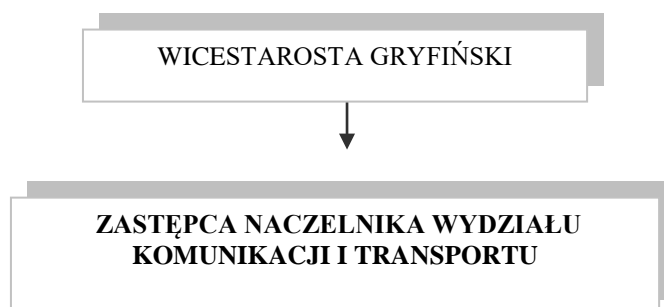 WICESTAROSTA GRYFIŃSKI
ZASTĘPCA NACZELNIKA WYDZIAŁU
KOMUNIKACJI I TRANSPORTU